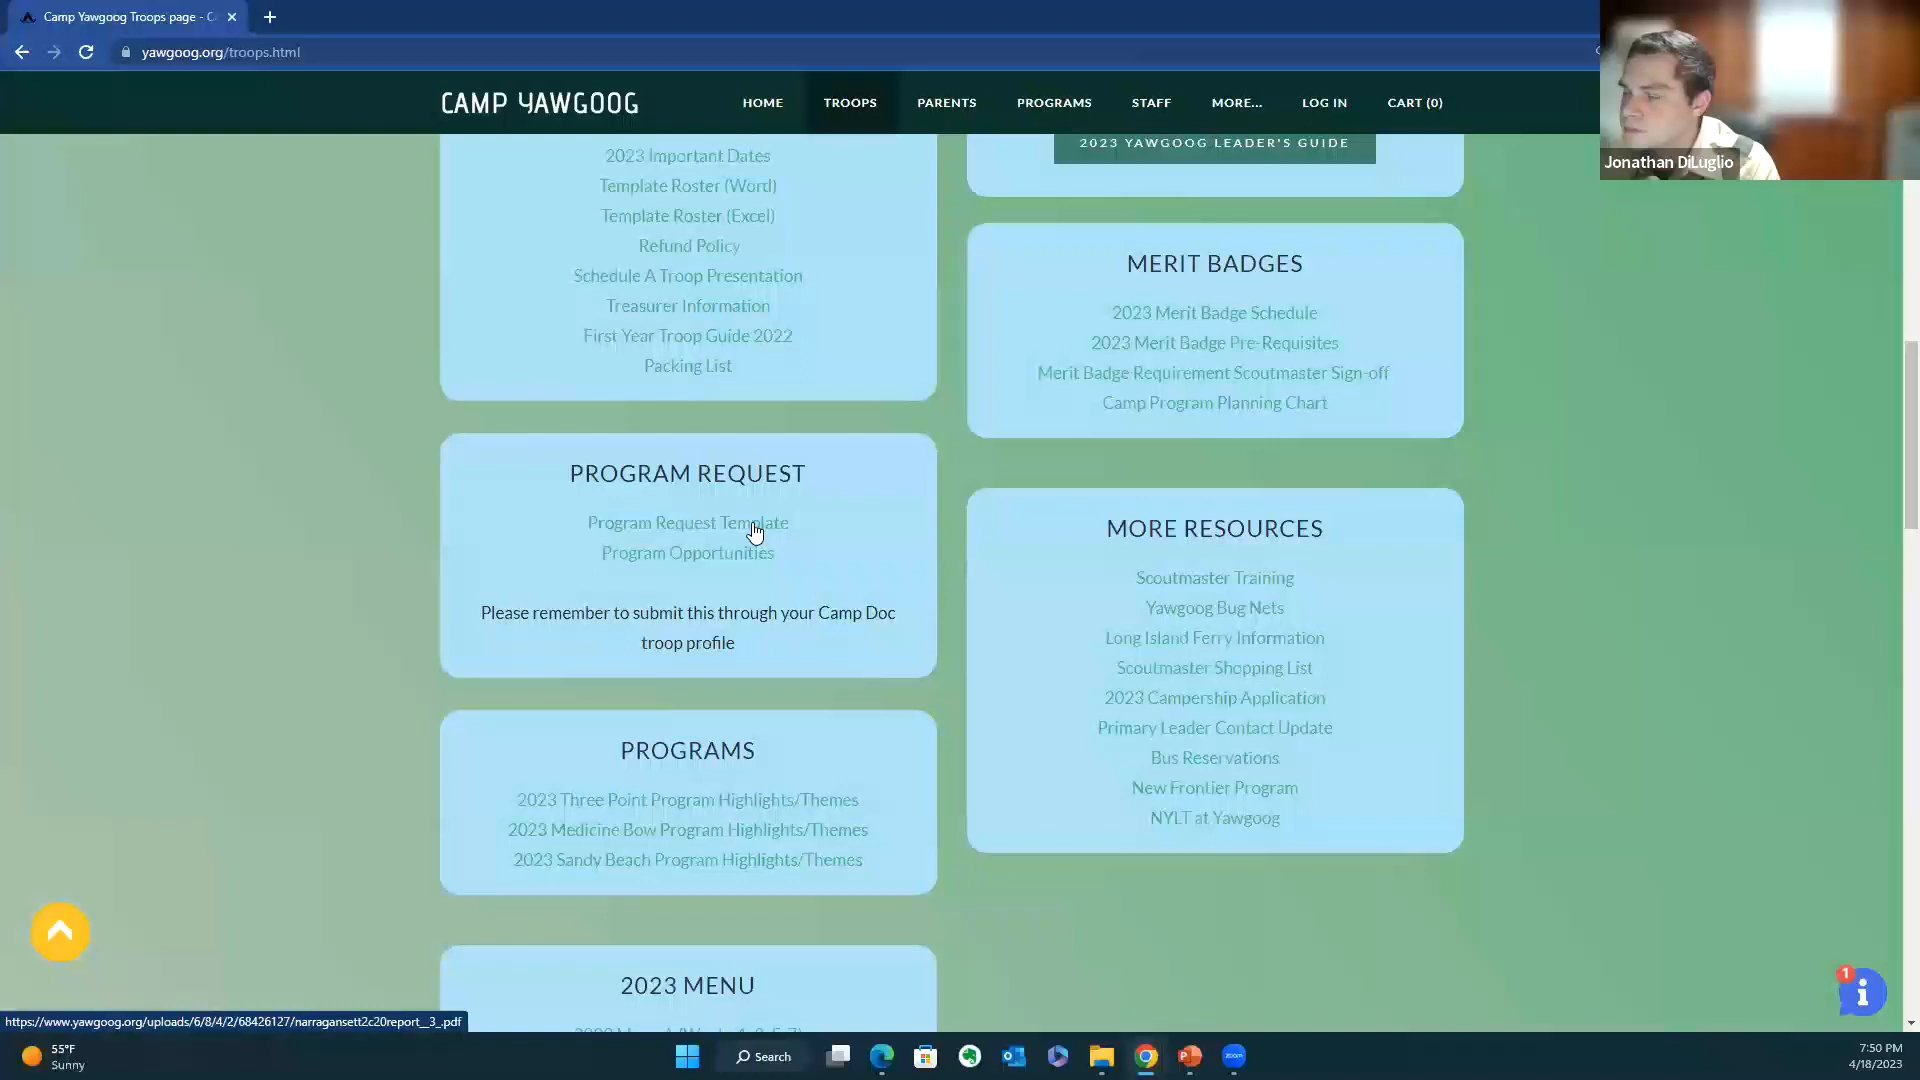 Camp Yawgoog Troops page - C
yawgoog.org/troops.html
CAMP YAWGOOG
HOME
TROOPS
PARENTS
PROGRAMS
STAFF
MORE...
LOG IN
CART (0)
Jonathan DiLuglio
2023 Important Dates
Template Roster (Word)
Template Roster (Excel)
Refund Policy
Schedule A Troop Presentation
Treasurer Information
First Year Troop Guide 2022
Packing List
PROGRAM REQUEST
Program Request Template
Program Opportunities
Please remember to submit this through your Camp Doc
troop profile
PROGRAMS
2023 Three Point Program Highlights/Themes
2023 Medicine Bow Program Highlights/Themes
2023 Sandy Beach Program Highlights/Themes
2023 MENU
2023 YAWGOOG LEADER'S GUIDE
MERIT BADGES
2023 Merit Badge Schedule
2023 Merit Badge Pre-Requisites
Merit Badge Requirement Scoutmaster Sign-off
Camp Program Planning Chart
MORE RESOURCES
Scoutmaster Training
Yawgoog Bug Nets
Long Island Ferry Information
Scoutmaster Shopping List
2023 Campership Application
Primary Leader Contact Update
Bus Reservations
New Frontier Program
NYLT at Yawgoog
1
https://www.yawgoog.org/uploads/6/8/4/2/68426127/narragansett2c20report__3_.pdf
55°F
Sunny
Search
zoom
7:50 PM
4/18/2023